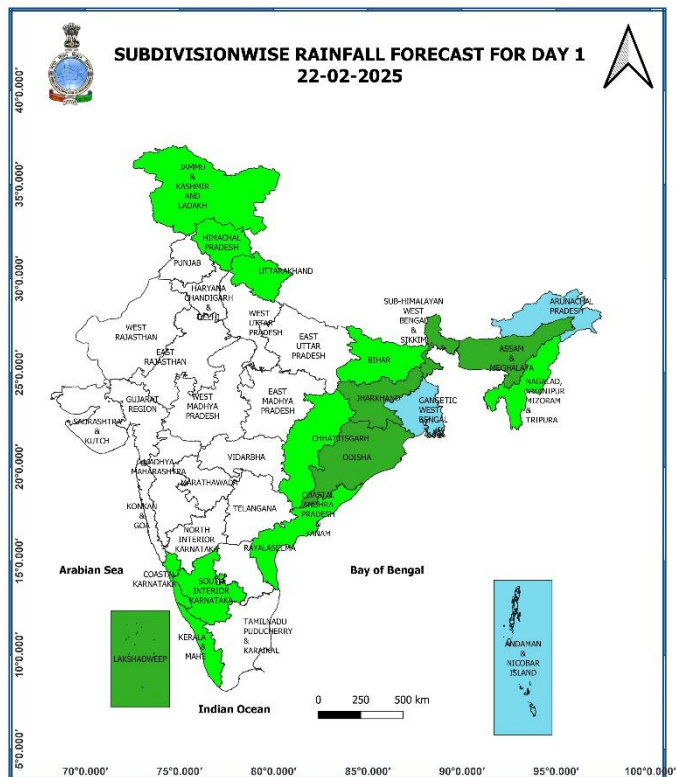 SUBDIVISIONWISE RAINFALL FORECAST FOR DAY 1
22-02-2025
40°0.000'
35°0.000'
30°0.000'
25°0.000'
20°0.000'
15°0.000'
10°0.000'
5°0.000'
JAMMU
&
KASHMIR
AND
LADAKH
HIMACHAL
PRADESH
PUNJAB
UTTARAKHAND
HARYANA
CHANDIGARH
&
DELHI
WEST
UTTAR
PRADESH
EAST
UTTAR
PRADESH
SUB-HIMALAYAN
WEST
BENGAL
&
SIKKIM
ARUNACHAL
PRADESH
WEST
RAJASTHAN
EAST
RAJASTHAN
BIHAR
ASSAM
&
MEGHALAYA
NAGALAD,
MANIPUR
MIZORAM
&
TRIPURA
GUJARAT
REGION
SAURASHTRA
&
KUTCH
WEST
MADHYA
PRADESH
EAST
MADHYA
PRADESH
JHARKHAND
GANGETIC
WEST
BENGAL
CHHATTISGARH
ODISHA
VIDARBHA
MADHYA
MAHARASHTRA
MARATHAWADA
KONKAN
&
GOA
TELANGANA
COASTAL
ANDHRA
PRADESH
&
YANAM
NORTH
INTERIOR
KARNATAKA
RAYALASEEMA
COASTAL
KARNATAKA
SOUTH
INTERIOR
KARNATAKA
Arabian Sea
Bay of Bengal
LAKSHADWEEP
KERALA
&
MAHE
TAMILNADU
PUDUCHERRY
&
KARAIKAL
ANDAMAN
&
NICOBAR
ISLAND
Indian Ocean
0 250 500 km
70°0.000' 75°0.000' 80°0.000' 85°0.000' 90°0.000' 95°0.000'